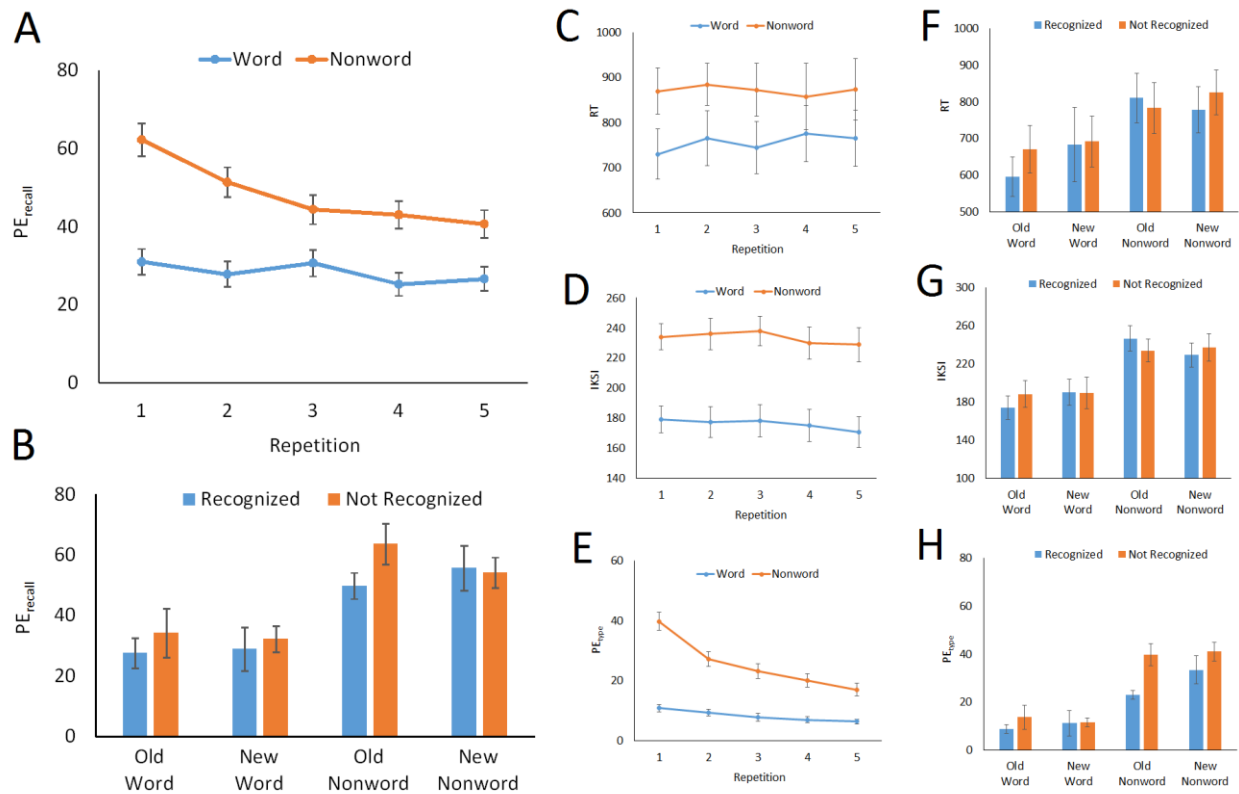 A
Word Nonword
80
60
40
20
0
PErecall
1 2 3 4 5
Repetition
B
Recognized Not Recognized
80
60
40
20
0
PErecall
Old New Old New
Word Word Nonword Nonword
C
Word Nonword
1000
900
800
700
600
RT
1 2 3 4 5
Repetition
D
Word Nonword
260
240
220
200
180
160
140
IKSI
1 2 3 4 5
Repetition
E
Word Nonword
60
40
20
0
PEtype
1 2 3 4 5
Repetition
F
Recognized Not Recognized
1000
900
800
700
600
500
RT
Old New Old New
Word Word Nonword Nonword
G
Recognized Not Recognized
300
260
220
180
140
100
IKSI
Old New Old New
Word Word Nonword Nonword
H
Recognized Not Recognized
80
60
40
20
0
PEtype
Old New Old New
Word Word Nonword Nonword